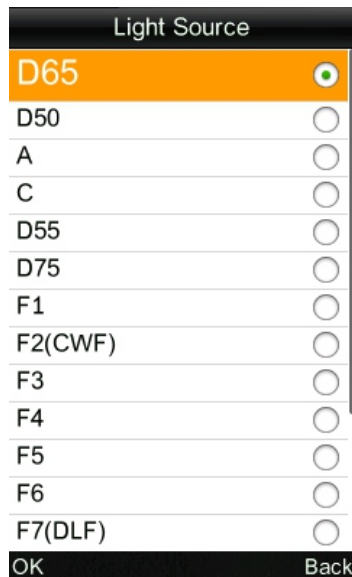 Light Source
D65
D50
A
C
D55
D75
F1
F2(CWF)
F3
F4
F5
F6
F7(DLF)
OK Back